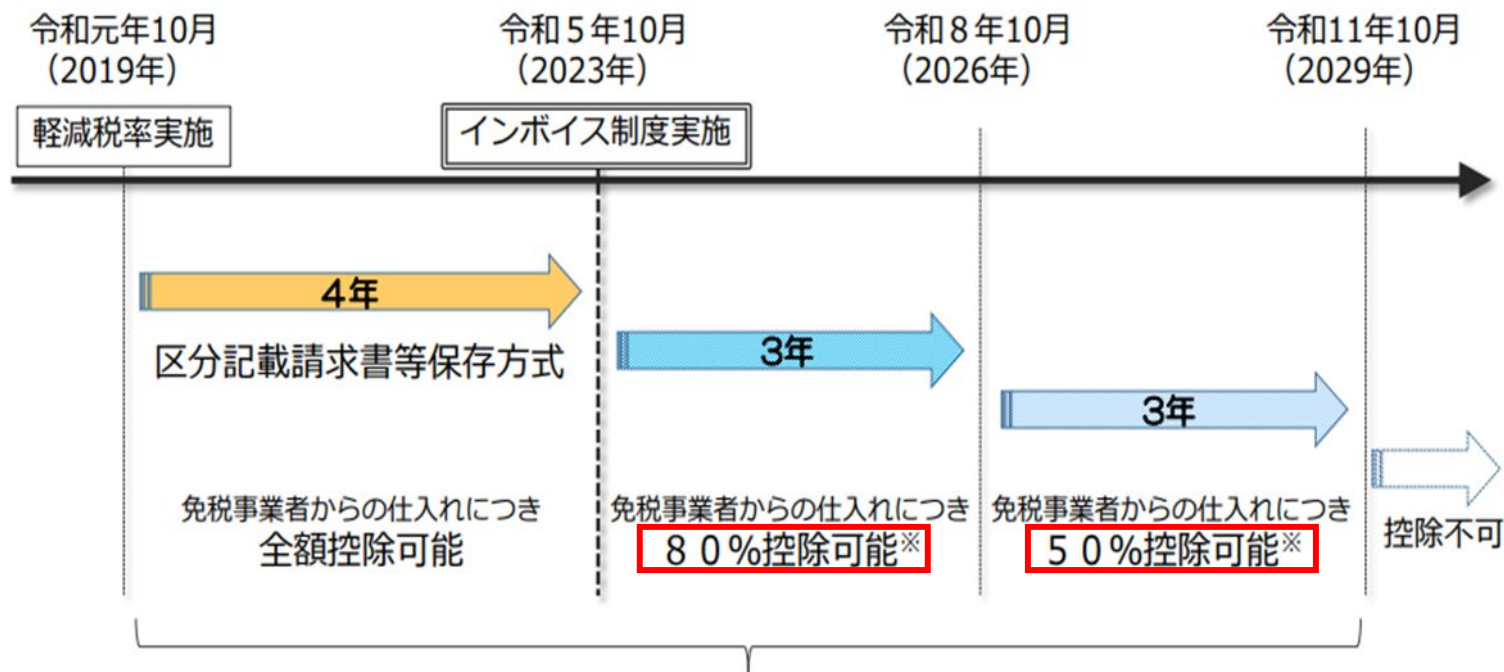 令和元年10月
（2019年）
令和５年10月
（2023年）
令和８年10月
（2026年）
令和11年10月
（2029年）
軽減税率実施
インボイス制度実施
４年
区分記載請求書等保存方式
３年
３年
免税事業者からの仕入れにつき
全額控除可能
免税事業者からの仕入れにつき
８０%控除可能※
免税事業者からの仕入れにつき
５０%控除可能※
控除不可